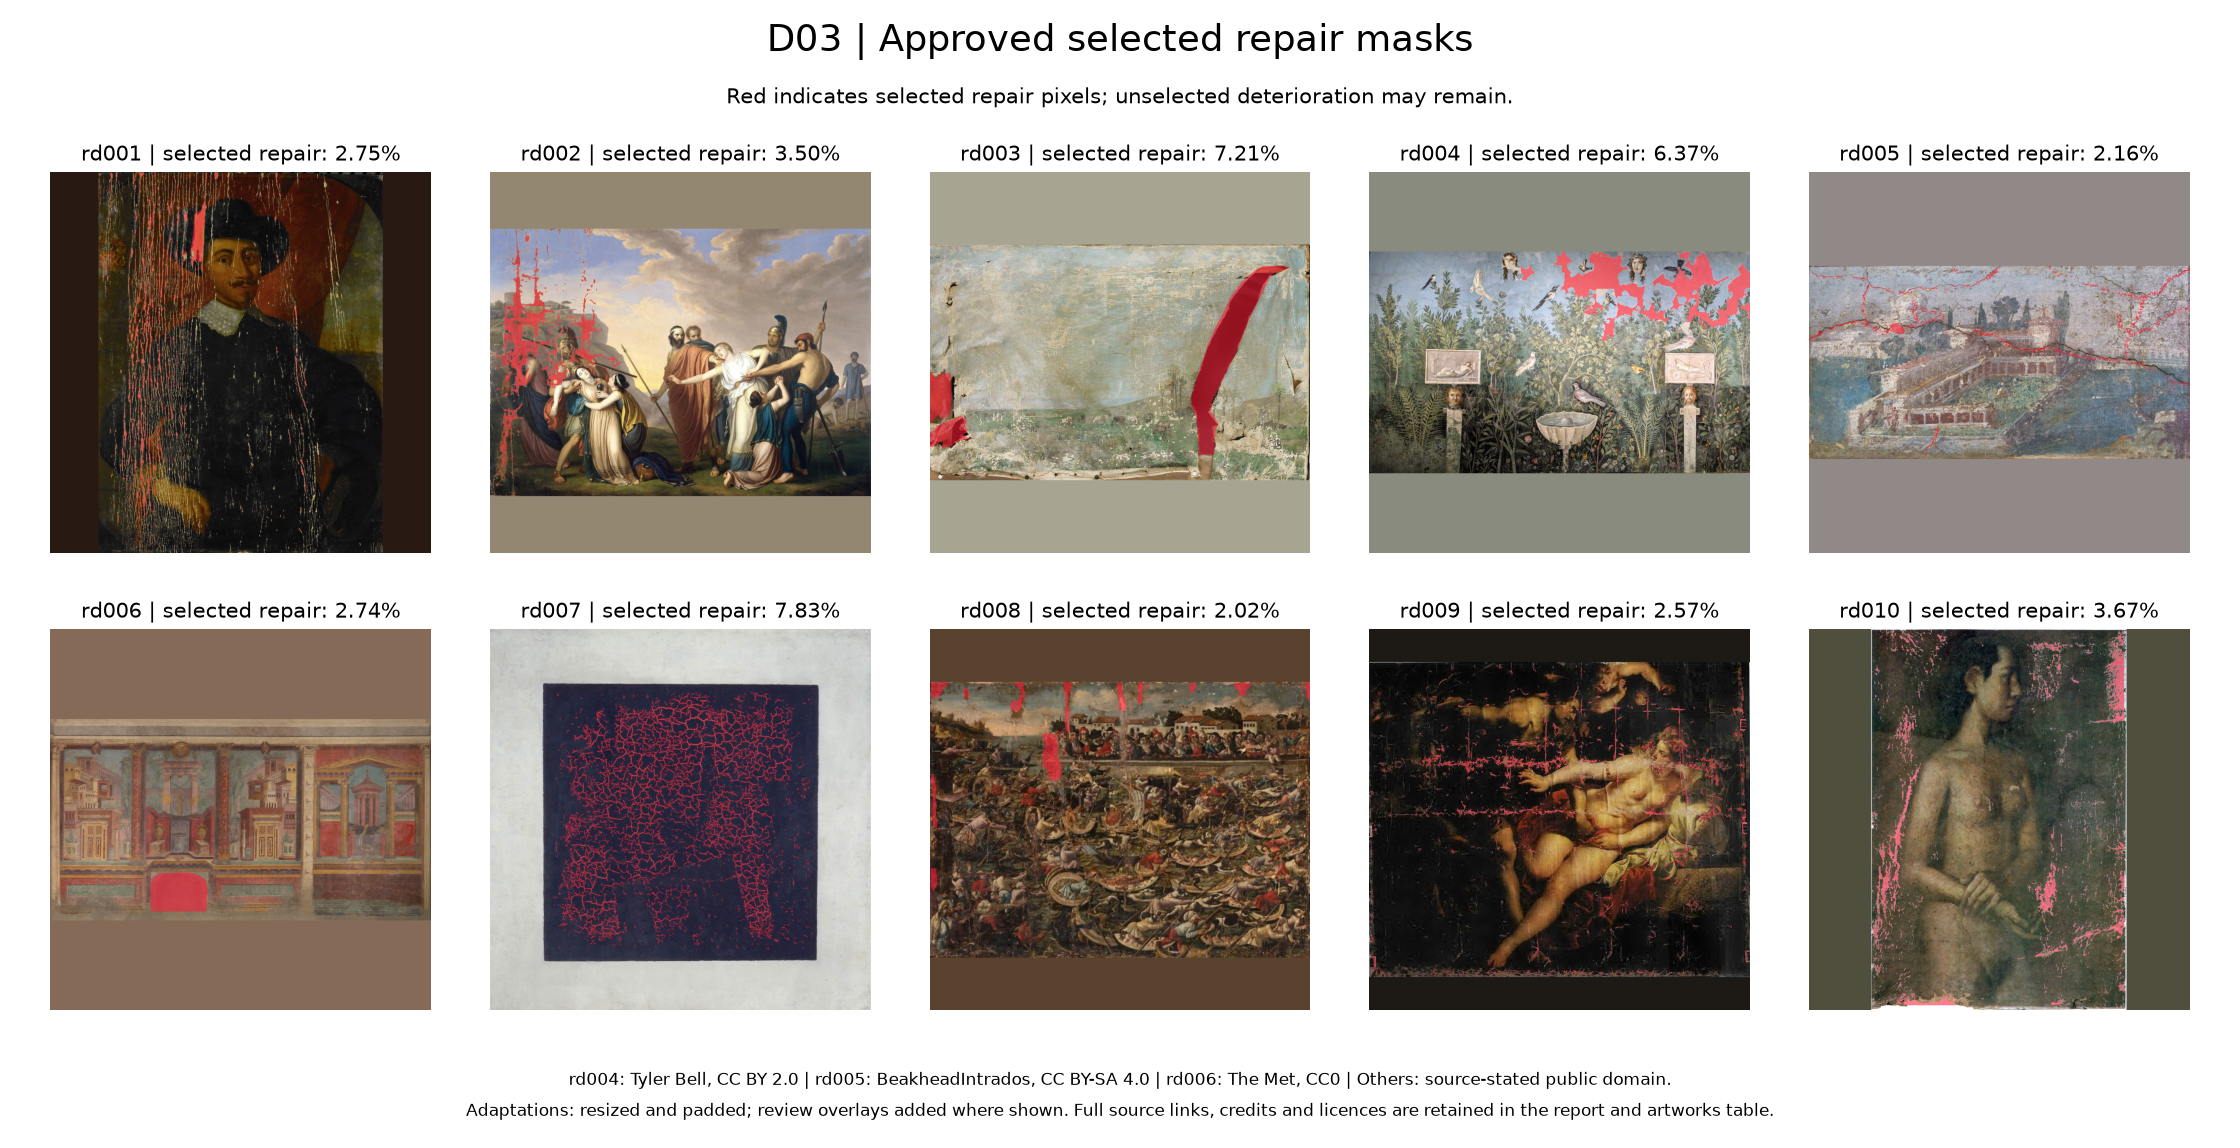 D03 | Approved selected repair masks
Red indicates selected repair pixels; unselected deterioration may remain.
rd001 | selected repair: 2.75%
rd002 | selected repair: 3.50%
rd003 | selected repair: 7.21%
rd004 | selected repair: 6.37%
rd005 | selected repair: 2.16%
rd006 | selected repair: 2.74%
rd007 | selected repair: 7.83%
rd008 | selected repair: 2.02%
rd009 | selected repair: 2.57%
rd010 | selected repair: 3.67%
rd004: Tyler Bell, CC BY 2.0 | rd005: BeakheadIntrados, CC BY-SA 4.0 | rd006: The Met, CC0 | Others: source-stated public domain.
Adaptations: resized and padded; review overlays added where shown. Full source links, credits and licences are retained in the report and artworks table.